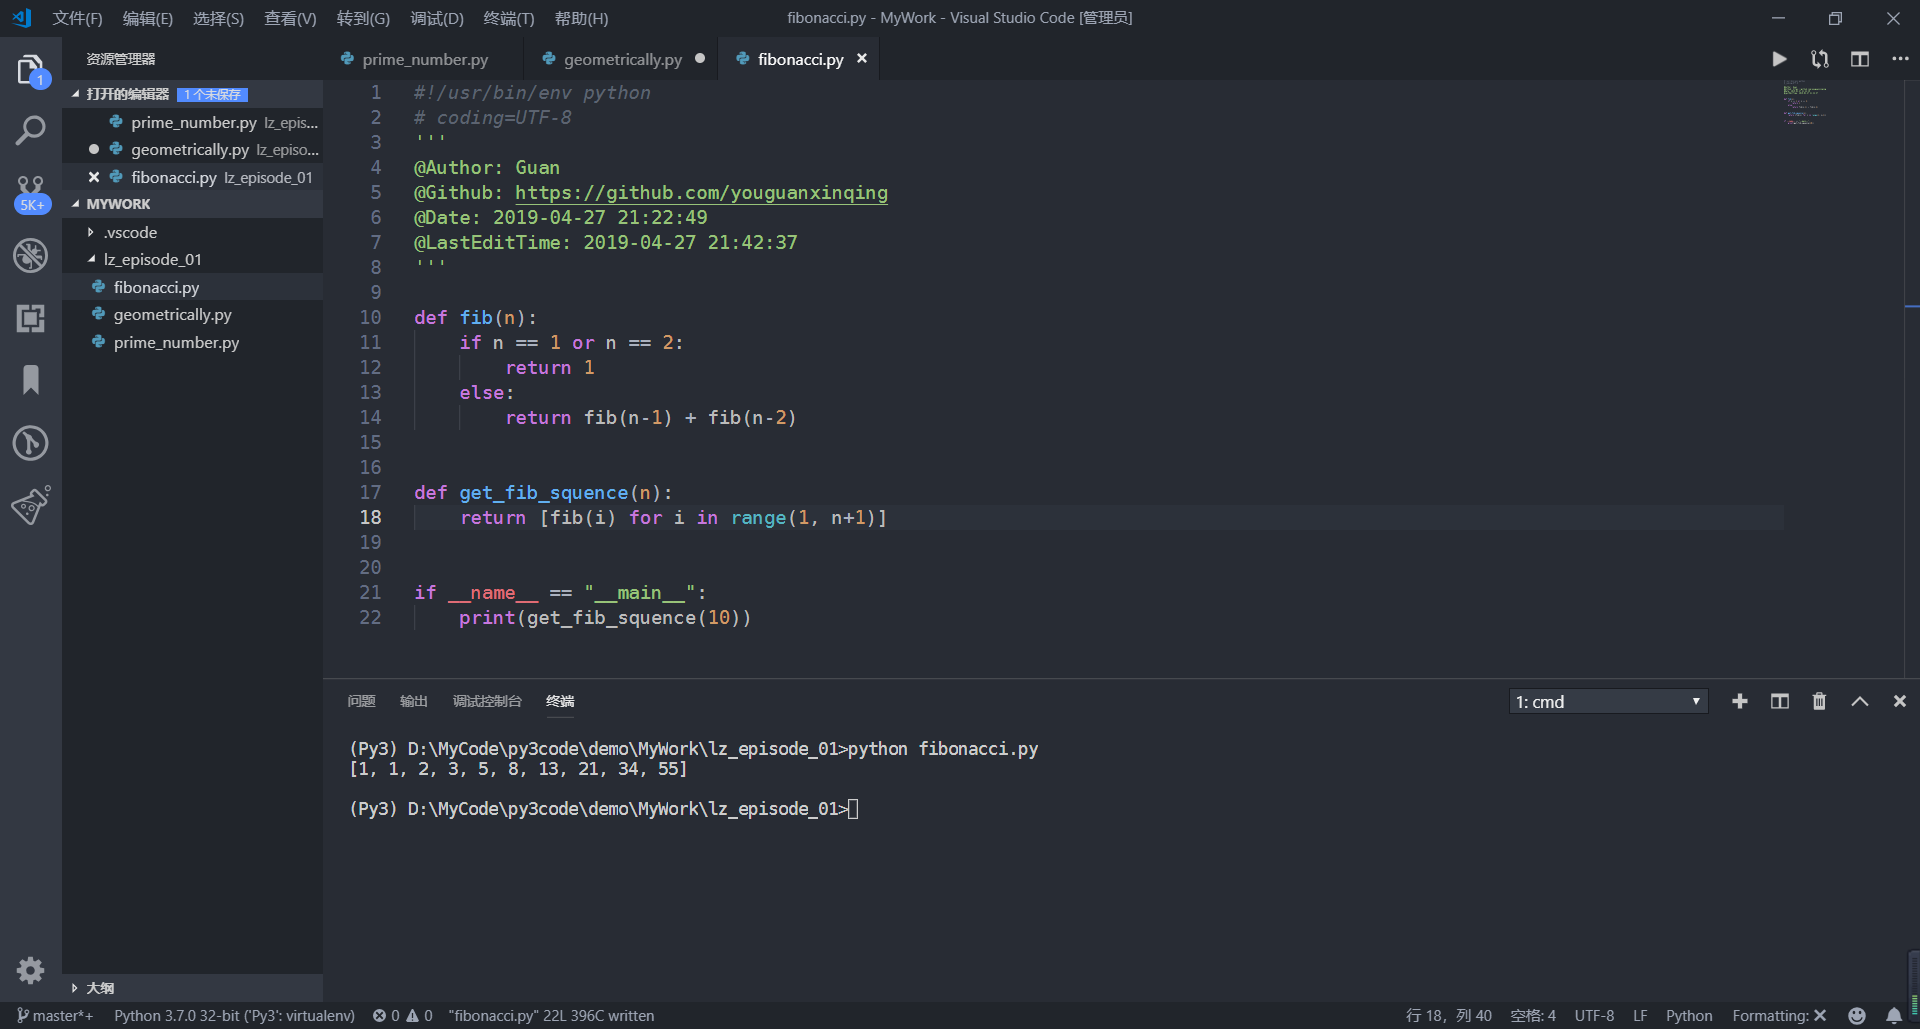 文件(F) 编辑(E) 选择(S) 查看(V) 转到(G) 调试(D) 终端(T) 帮助(H)
fibonacci.py - MyWork - Visual Studio Code [管理员]
资源管理器
打开的编辑器 1 个未保存
prime_number.py lz_epis...
geometrically.py lz_episo...
fibonacci.py lz_episode_01
MYWORK
.vscode
lz_episode_01
fibonacci.py
geometrically.py
prime_number.py
大纲
1
5K+
prime_number.py
geometrically.py
fibonacci.py
1 #!/usr/bin/env python
2 # coding=UTF-8
3 '''
4 @Author: Guan
5 @Github: https://github.com/youguanxinqing
6 @Date: 2019-04-27 21:22:49
7 @LastEditTime: 2019-04-27 21:42:37
8 '''
9
10 def fib(n):
11     if n == 1 or n == 2:
12         return 1
13     else:
14         return fib(n-1) + fib(n-2)
15
16
17 def get_fib_squence(n):
18     return [fib(i) for i in range(1, n+1)]
19
20
21 if __name__ == "__main__":
22     print(get_fib_squence(10))
问题 输出 调试控制台 终端
1: cmd
(Py3) D:\MyCode\py3code\demo\MyWork\lz_episode_01>python fibonacci.py
[1, 1, 2, 3, 5, 8, 13, 21, 34, 55]
(Py3) D:\MyCode\py3code\demo\MyWork\lz_episode_01>
master*+ Python 3.7.0 32-bit ('Py3': virtualenv) 0 0 "fibonacci.py" 22L 396C written
行 18，列 40 空格: 4 UTF-8 LF Python Formatting: ✕